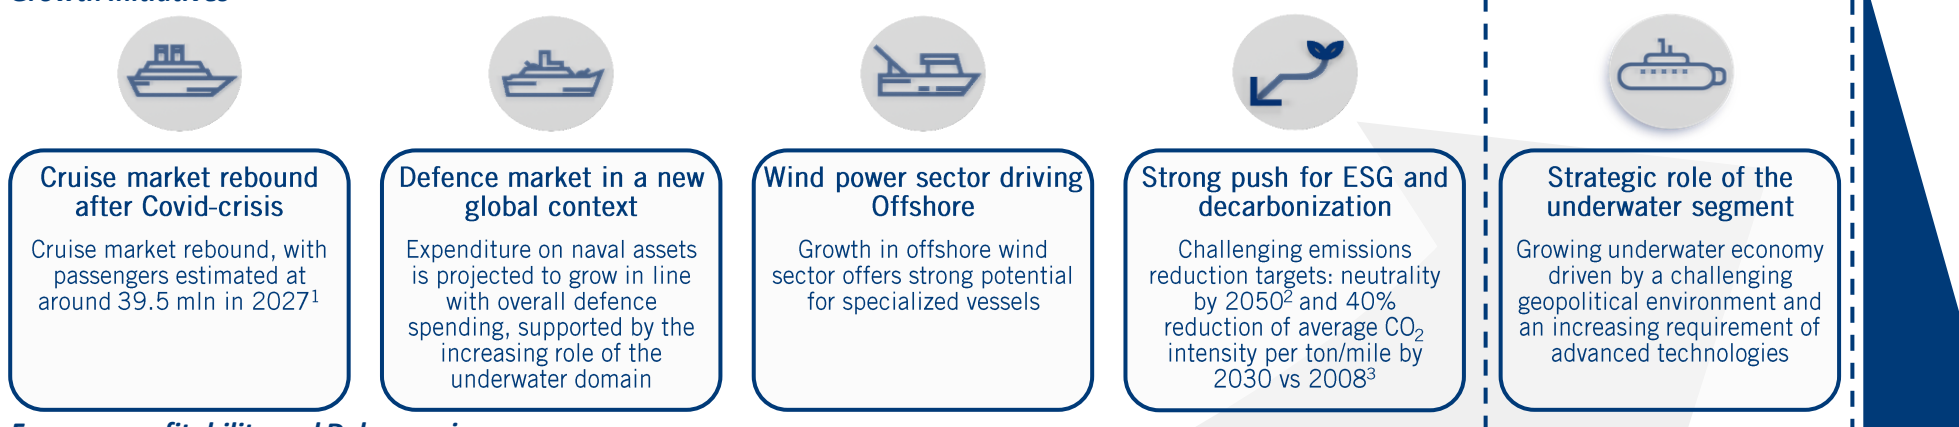 Growth initiatives
Cruise market rebound
after Covid-crisis
Cruise market rebound, with
passengers estimated at
around 39.5 mln in 2027¹
Defence market in a new
global context
Expenditure on naval assets
is projected to grow in line
with overall defence
spending, supported by the
increasing role of the
underwater domain
Wind power sector driving
Offshore
Growth in offshore wind
sector offers strong potential
for specialized vessels
Strong push for ESG and
decarbonization
Challenging emissions
reduction targets: neutrality
by 2050² and 40%
reduction of average CO₂
intensity per ton/mile by
2030 vs 2008³
Strategic role of the
underwater segment
Growing underwater economy
driven by a challenging
geopolitical environment and
an increasing requirement of
advanced technologies